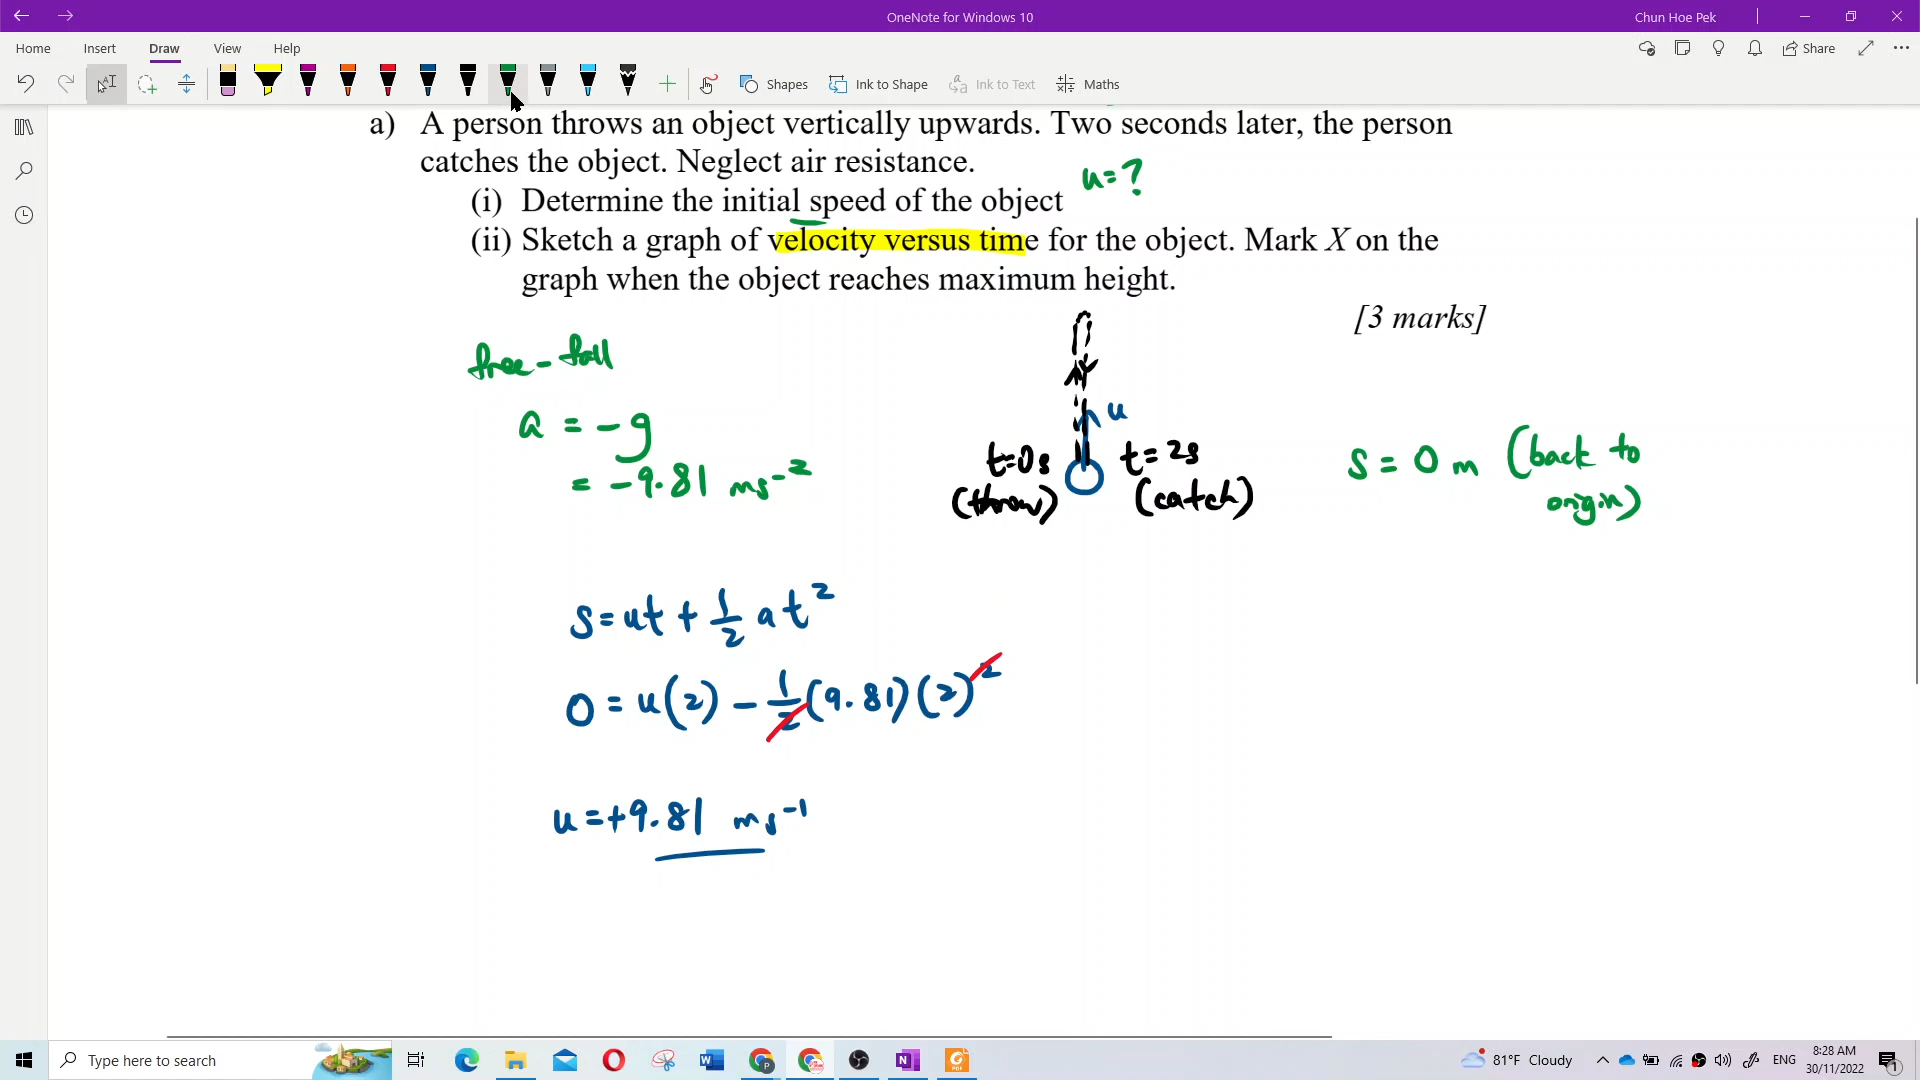 OneNote for Windows 10
Chun Hoe Pek
Home Insert Draw View Help
Share
Shapes Ink to Shape Ink to Text Maths
a) A person throws an object vertically upwards. Two seconds later, the person
catches the object. Neglect air resistance.
u=?
(i) Determine the initial speed of the object
(ii) Sketch a graph of velocity versus time for the object. Mark X on the
graph when the object reaches maximum height.
[3 marks]
free-fall
a = -g
= -9.81 ms⁻²
u
t=0s
(throw)
t=2s
(catch)
s = 0 m (back to
origin)
s=ut+½at²
0 = u(2) - ½(9.81)(2)²
u=+9.81 ms⁻¹
Type here to search
81°F Cloudy
ENG
8:28 AM
30/11/2022